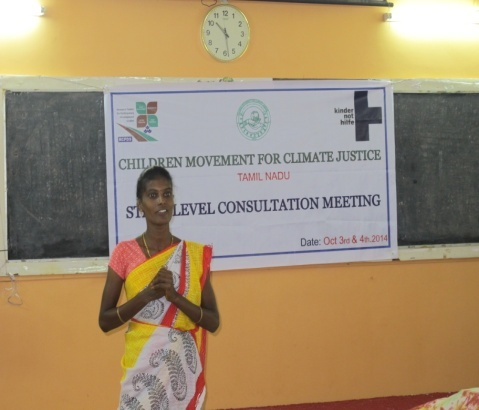 kinder
not
hilfe
CHILDREN MOVEMENT FOR CLIMATE JUSTICE
TAMIL NADU
LEVEL CONSULTATION MEETING
Date: Oct 3rd & 4th, 2014